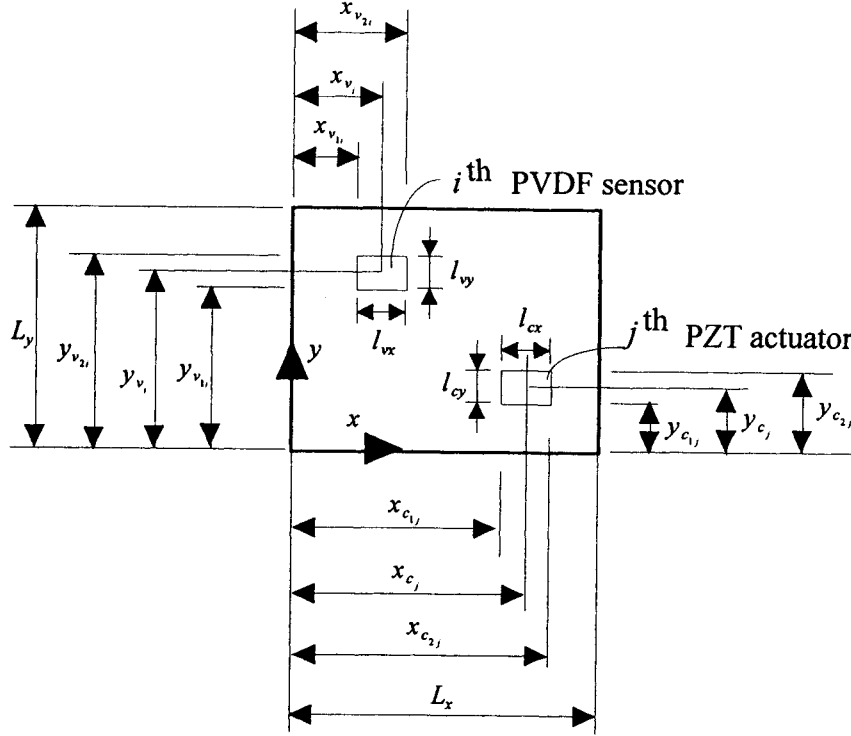 x_{v_{2i}}
x_{v_i}
x_{v_{1i}}
i^{th} PVDF sensor
l_{vy}
L_y
y_{v_{2i}}
y_{v_i}
y_{v_{1i}}
l_{vx}
l_{cx}
j^{th} PZT actuator
y
l_{cy}
x
y_{c_{1j}}
y_{c_j}
y_{c_{2j}}
x_{c_{1j}}
x_{c_j}
x_{c_{2j}}
L_x